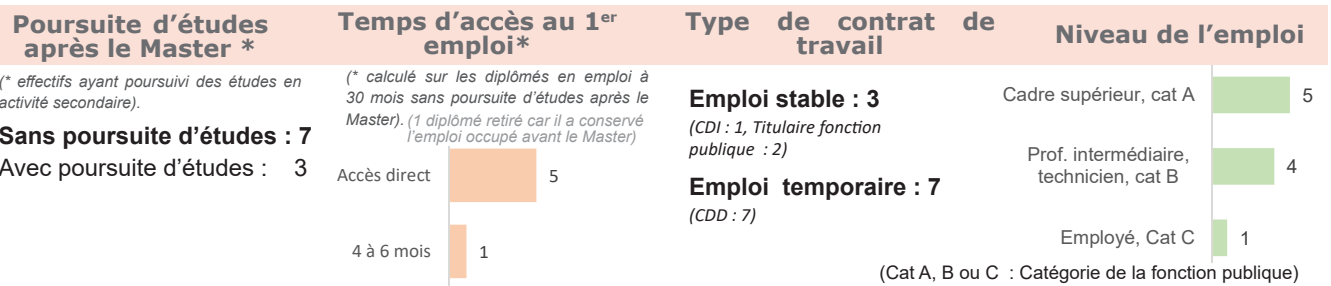 Poursuite d’études
après le Master *
(* effectifs ayant poursuivi des études en
activité secondaire).
Sans poursuite d’études : 7
Avec poursuite d’études : 3
Temps d’accès au 1er
emploi*
(* calculé sur les diplômés en emploi à
30 mois sans poursuite d’études après le
Master). (1 diplômé retiré car il a conservé
l’emploi occupé avant le Master)
Accès direct 5
4 à 6 mois 1
Type de contrat de
travail
Emploi stable : 3
(CDI : 1, Titulaire fonction
publique : 2)
Emploi temporaire : 7
(CDD : 7)
Niveau de l’emploi
Cadre supérieur, cat A 5
Prof. intermédiaire,
technicien, cat B 4
Employé, Cat C 1
(Cat A, B ou C : Catégorie de la fonction publique)